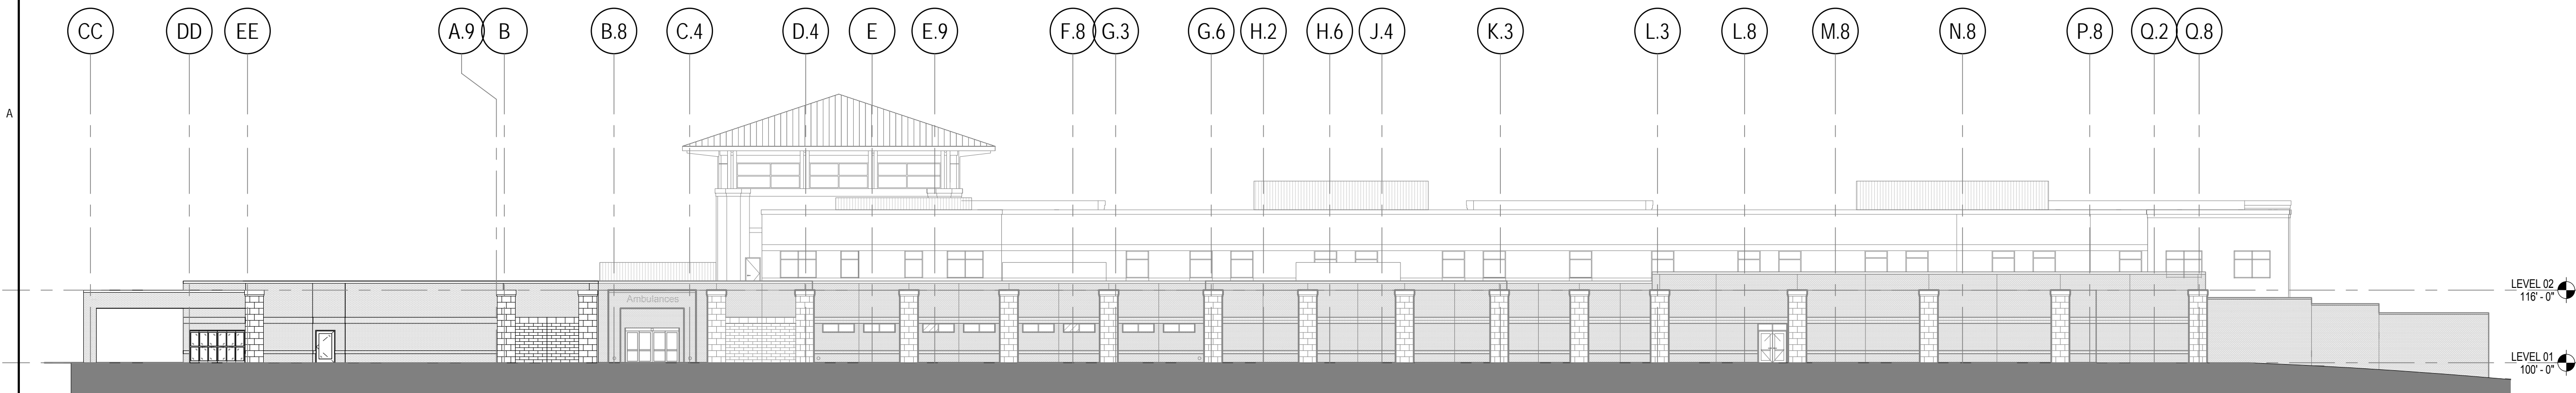 CC DD EE A.9 B B.8 C.4 D.4 E E.9 F.8 G.3 G.6 H.2 H.6 J.4 K.3 L.3 L.8 M.8 N.8 P.8 Q.2 Q.8
A
LEVEL 02
116' - 0"
Ambulances
LEVEL 01
100' - 0"